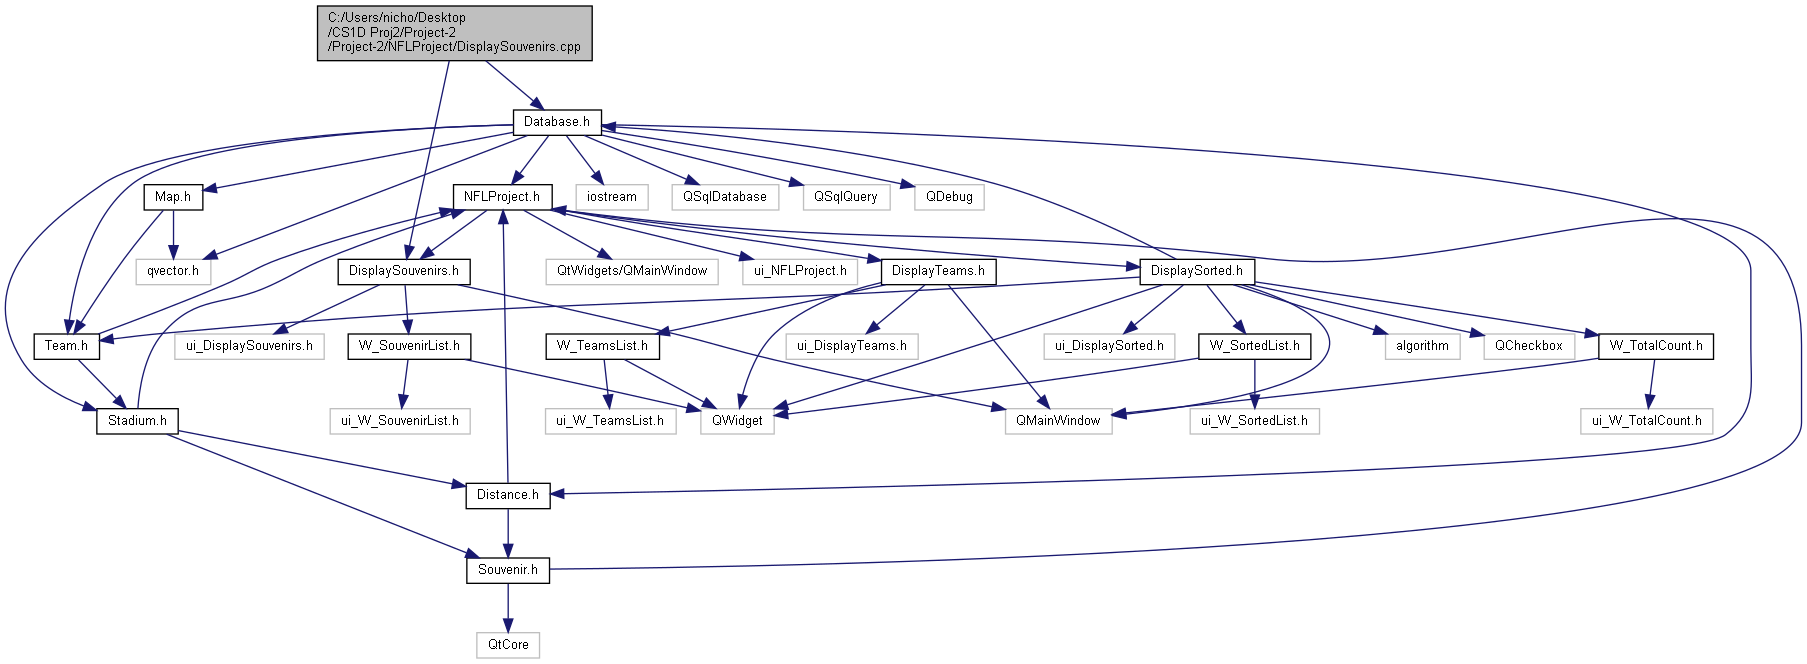 C:/Users/nicho/Desktop
/CS1D Proj2/Project-2
/Project-2/NFLProject/DisplaySouvenirs.cpp
Database.h
Map.h
NFLProject.h
iostream
QSqlDatabase
QSqlQuery
QDebug
qvector.h
DisplaySouvenirs.h
QtWidgets/QMainWindow
ui_NFLProject.h
DisplayTeams.h
DisplaySorted.h
Team.h
ui_DisplaySouvenirs.h
W_SouvenirList.h
W_TeamsList.h
ui_DisplayTeams.h
ui_DisplaySorted.h
W_SortedList.h
algorithm
QCheckbox
W_TotalCount.h
Stadium.h
ui_W_SouvenirList.h
ui_W_TeamsList.h
QWidget
QMainWindow
ui_W_SortedList.h
ui_W_TotalCount.h
Distance.h
Souvenir.h
QtCore